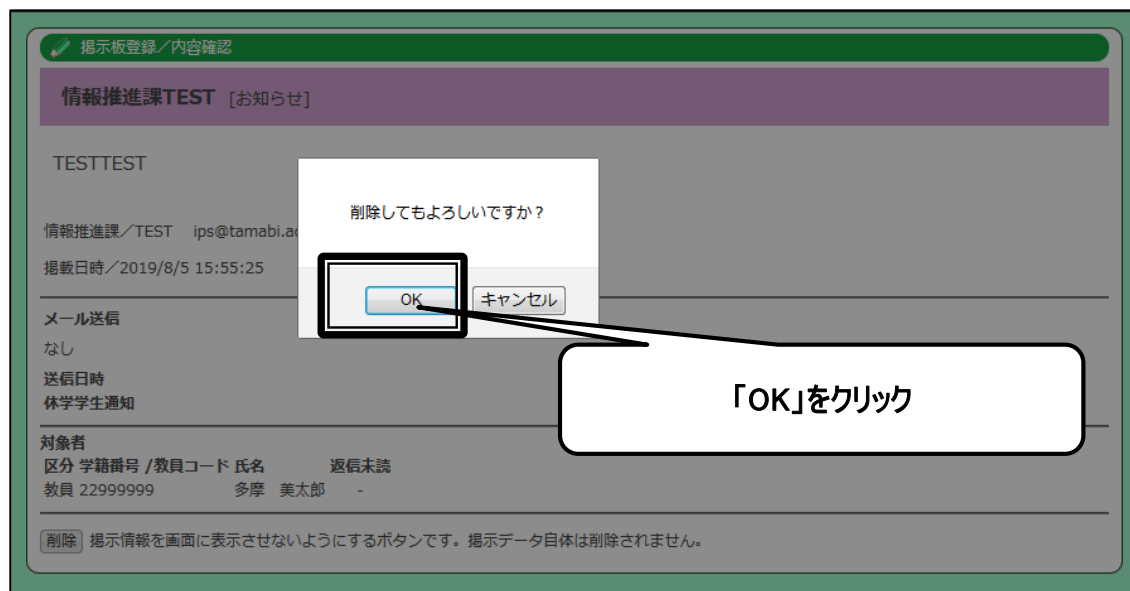 掲示板登録／内容確認
情報推進課TEST [お知らせ]
TESTTEST
削除してもよろしいですか？
情報推進課／TEST ips@tamabi.ac
掲載日時／2019/8/5 15:55:25
OK キャンセル
メール送信
なし
「OK」をクリック
送信日時
休学学生通知
対象者
区分 学籍番号 /教員コード 氏名 返信未読
教員 22999999 多摩 美太郎 -
削除 掲示情報を画面に表示させないようにするボタンです。掲示データ自体は削除されません。